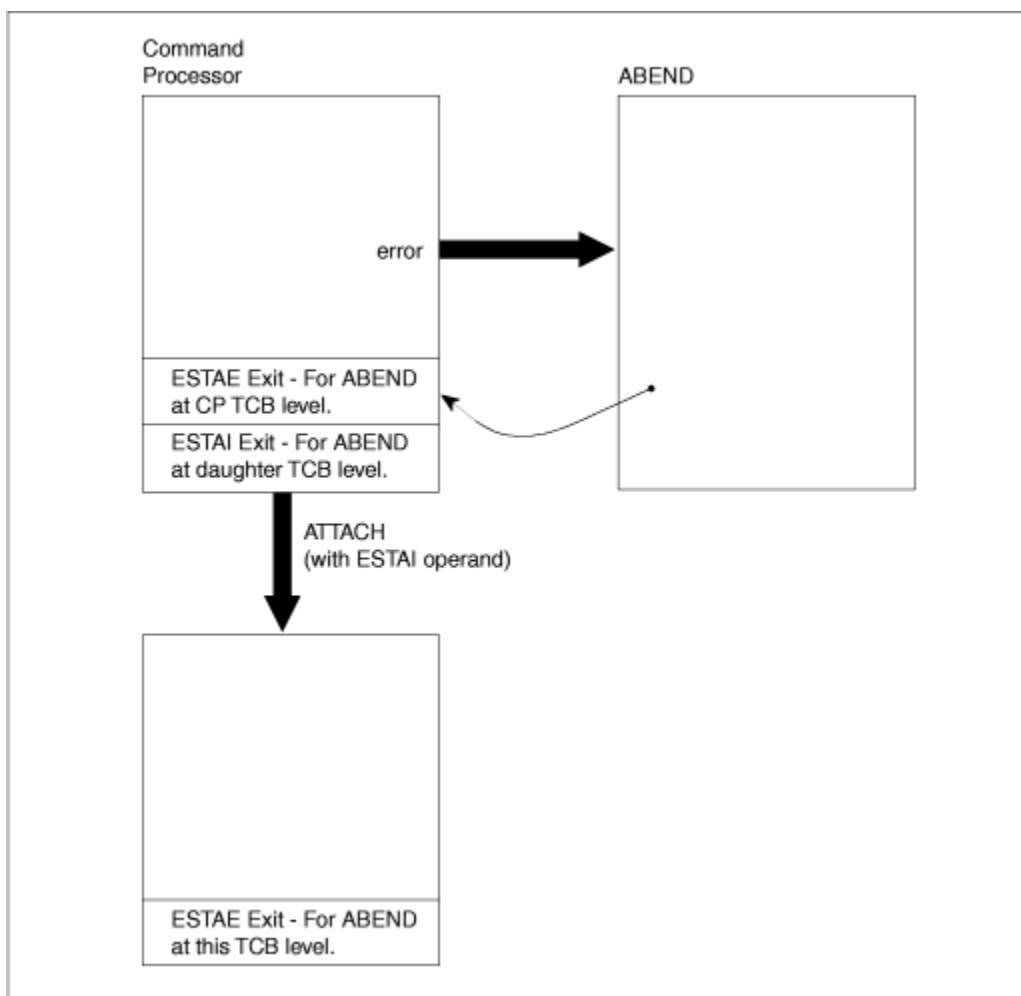 Command
Processor
ABEND
error
ESTAE Exit - For ABEND
at CP TCB level.
ESTAI Exit - For ABEND
at daughter TCB level.
ATTACH
(with ESTAI operand)
ESTAE Exit - For ABEND
at this TCB level.